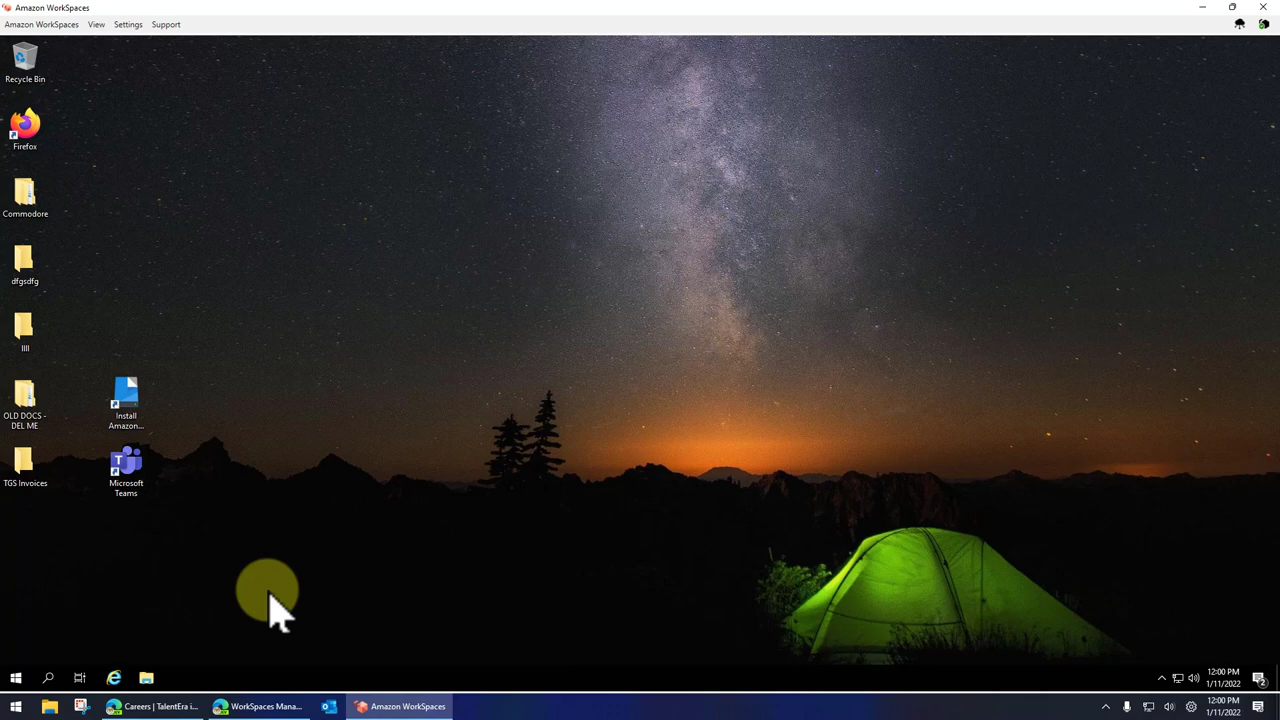 Amazon WorkSpaces
Amazon WorkSpaces View Settings Support
Recycle Bin
Firefox
Commodore
dfgsdfg
llll
OLD DOCS -
DEL ME
Install
Amazon...
TGS Invoices
Microsoft
Teams
12:00 PM
1/11/2022
2
Careers | TalentEra i...
WorkSpaces Mana...
Amazon WorkSpaces
12:00 PM
1/11/2022